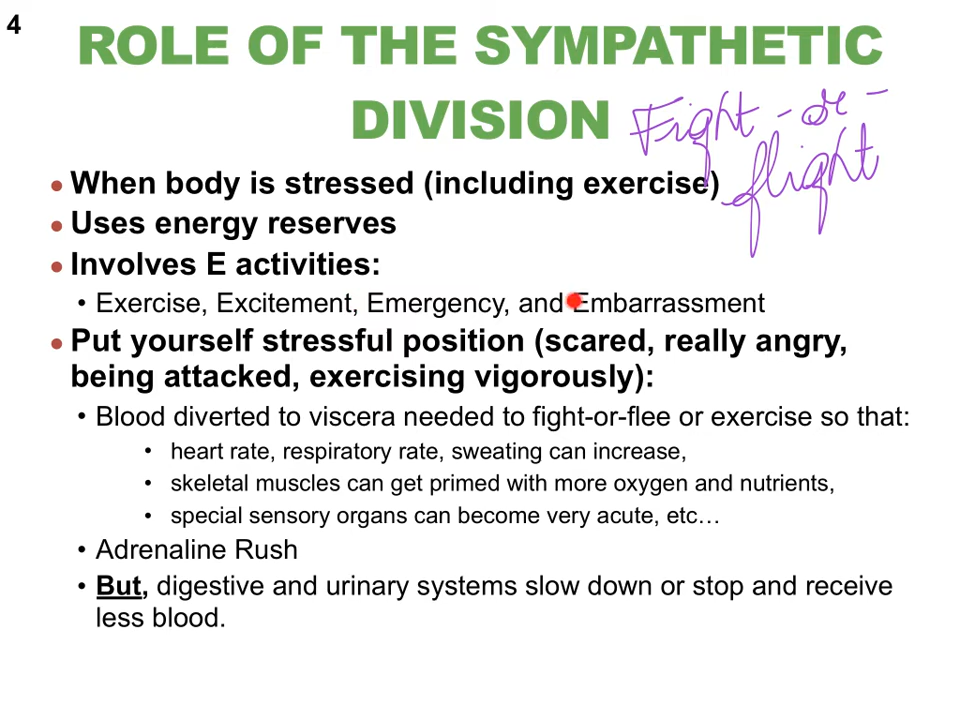 4
ROLE OF THE SYMPATHETIC
DIVISION
Fight - or -
flight
• When body is stressed (including exercise)
• Uses energy reserves
• Involves E activities:
• Exercise, Excitement, Emergency, and Embarrassment
• Put yourself stressful position (scared, really angry,
being attacked, exercising vigorously):
• Blood diverted to viscera needed to fight-or-flee or exercise so that:
• heart rate, respiratory rate, sweating can increase,
• skeletal muscles can get primed with more oxygen and nutrients,
• special sensory organs can become very acute, etc…
• Adrenaline Rush
• But, digestive and urinary systems slow down or stop and receive
less blood.